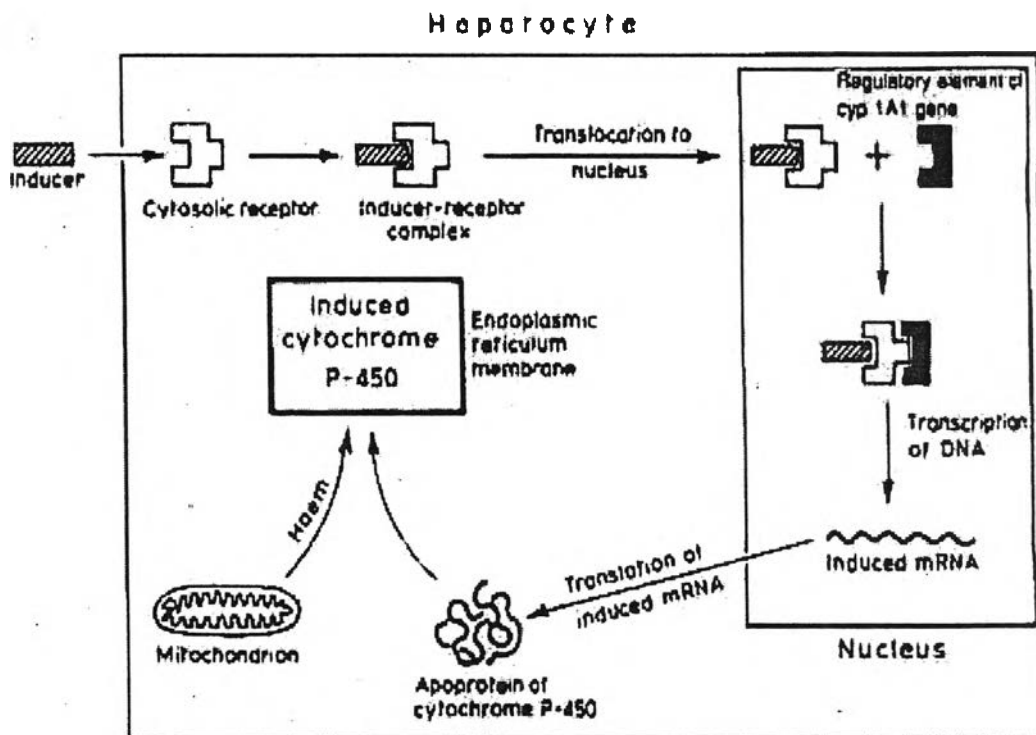 Heparocyte
Regulatory element of
cyp 1A1 gene
Inducer
Cytosolic receptor
Inducer-receptor
complex
Translocation to
nucleus
Induced
cytochrome
P-450
Endoplasmic
reticulum
membrane
Transcription
of DNA
Induced mRNA
Nucleus
Translation of
induced mRNA
Haem
Mitochondrion
Apoprotein of
cytochrome P-450